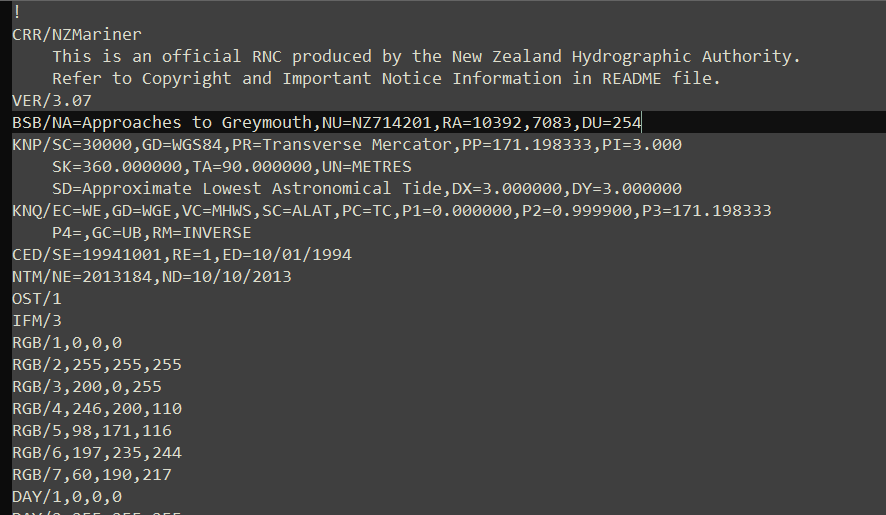 !
CRR/NZMariner
    This is an official RNC produced by the New Zealand Hydrographic Authority.
    Refer to Copyright and Important Notice Information in README file.
VER/3.07
BSB/NA=Approaches to Greymouth,NU=NZ714201,RA=10392,7083,DU=254
KNP/SC=30000,GD=WGS84,PR=Transverse Mercator,PP=171.198333,PI=3.000
    SK=360.000000,TA=90.000000,UN=METRES
    SD=Approximate Lowest Astronomical Tide,DX=3.000000,DY=3.000000
KNQ/EC=WE,GD=WGE,VC=MHWS,SC=ALAT,PC=TC,P1=0.000000,P2=0.999900,P3=171.198333
    P4=,GC=UB,RM=INVERSE
CED/SE=19941001,RE=1,ED=10/01/1994
NTM/NE=2013184,ND=10/10/2013
OST/1
IFM/3
RGB/1,0,0,0
RGB/2,255,255,255
RGB/3,200,0,255
RGB/4,246,200,110
RGB/5,98,171,116
RGB/6,197,235,244
RGB/7,60,190,217
DAY/1,0,0,0